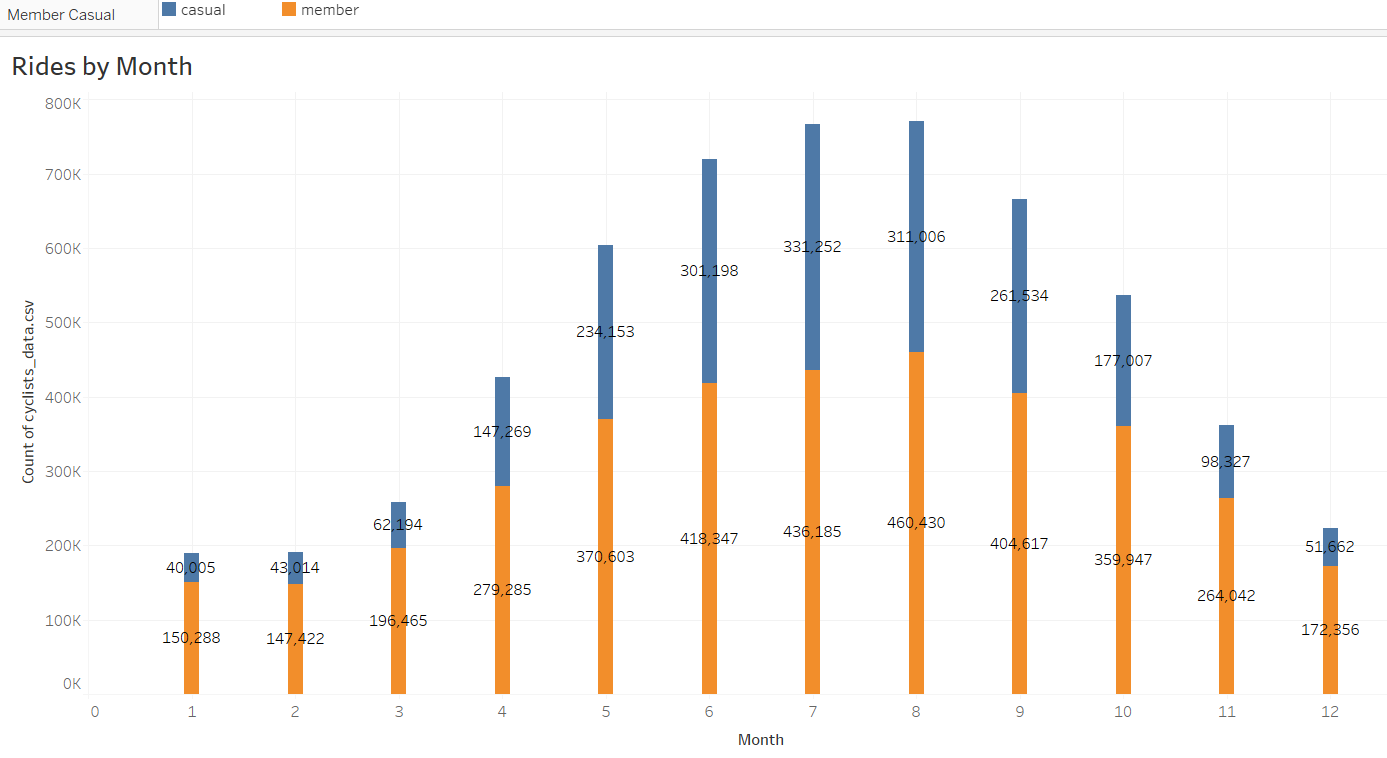 Member Casual casual member
Rides by Month
800K
700K
600K
500K
400K
300K
200K
100K
0K
Count of cyclists_data.csv
40,005
150,288
43,014
147,422
62,194
196,465
147,269
279,285
234,153
370,603
301,198
418,347
331,252
436,185
311,006
460,430
261,534
404,617
177,007
359,947
98,327
264,042
51,662
172,356
0 1 2 3 4 5 6 7 8 9 10 11 12
Month